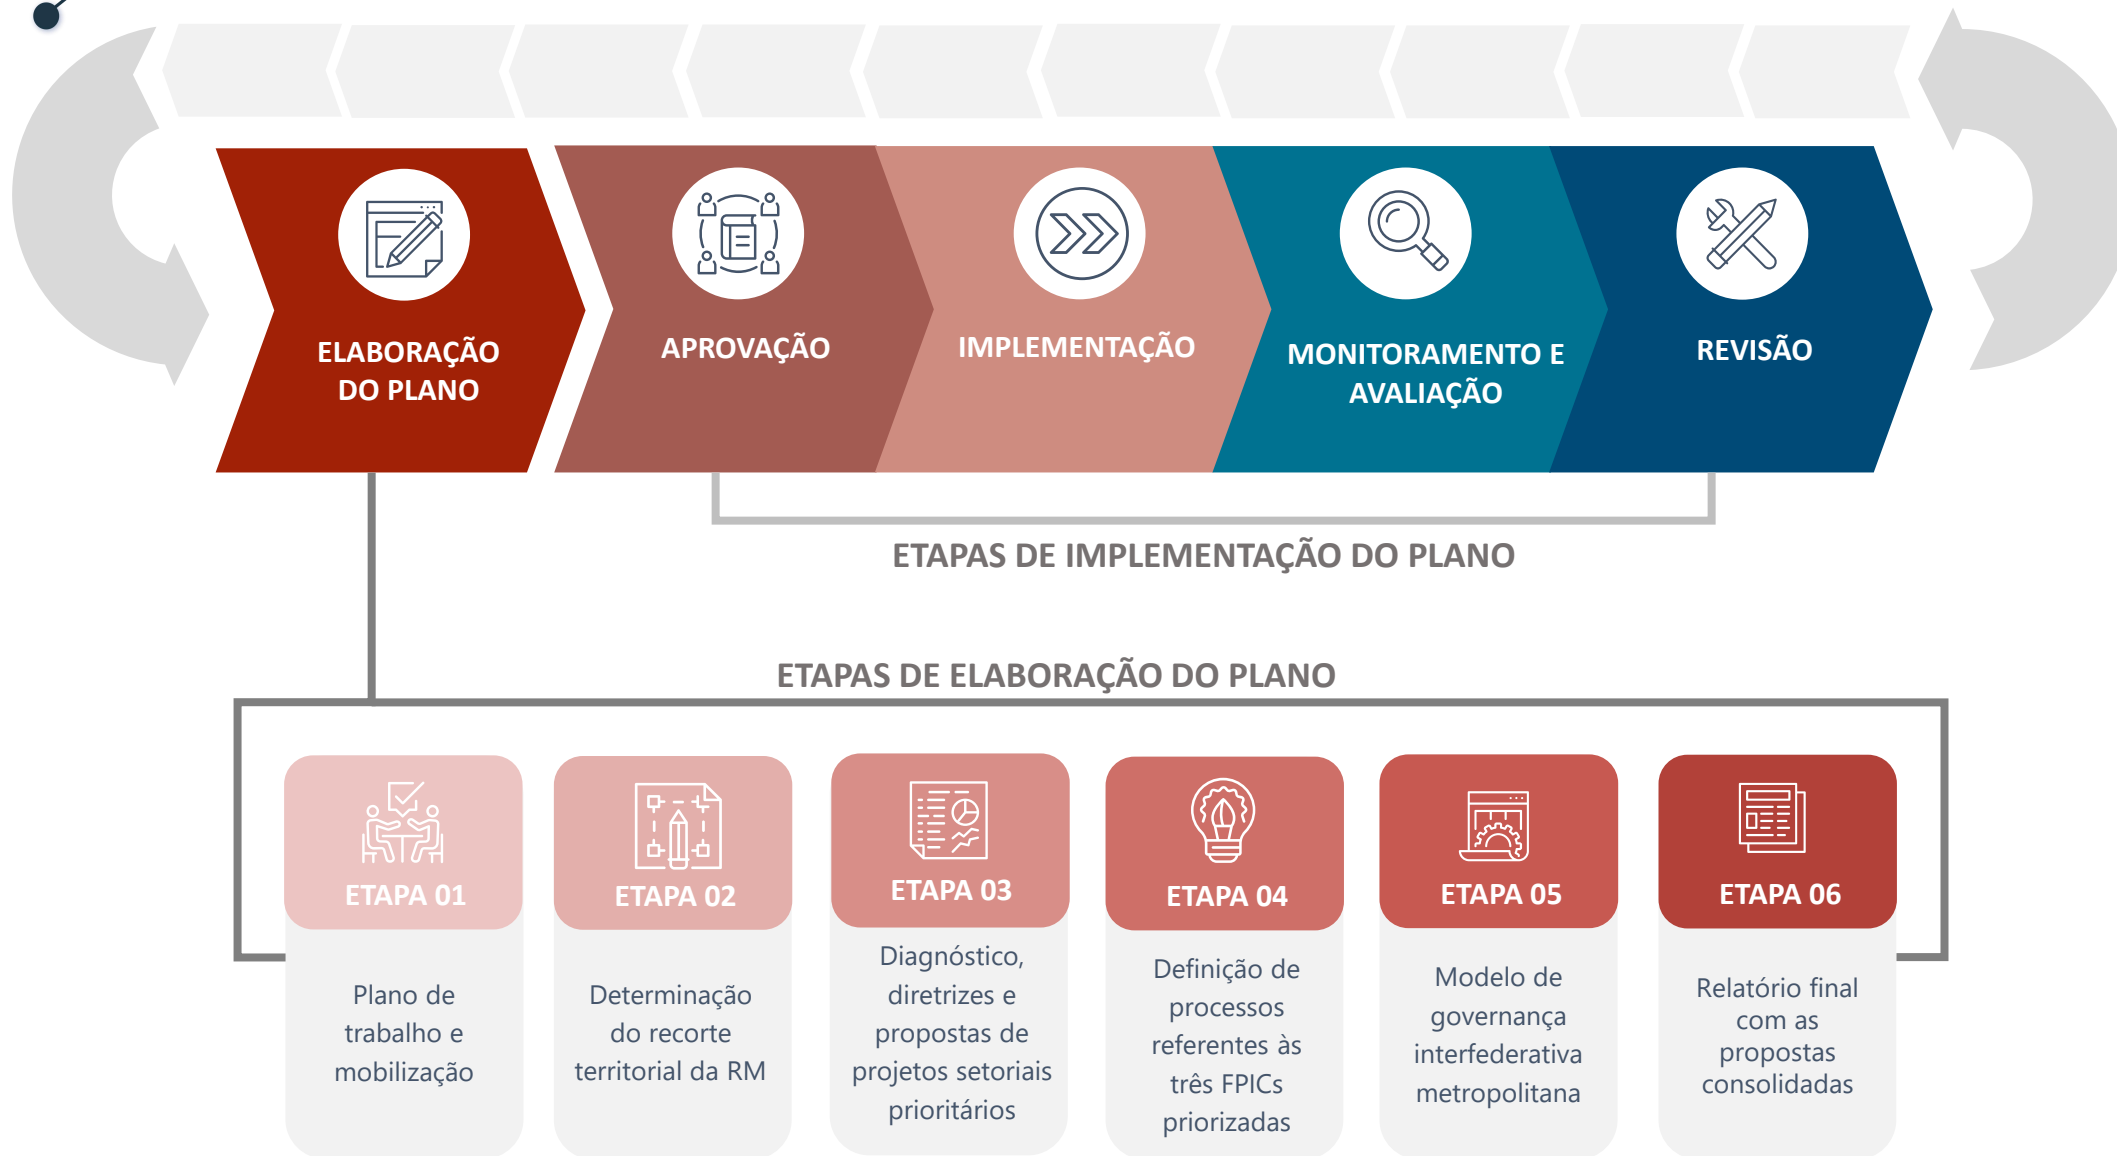 ELABORAÇÃO
DO PLANO
APROVAÇÃO
IMPLEMENTAÇÃO
MONITORAMENTO E
AVALIAÇÃO
REVISÃO
ETAPAS DE IMPLEMENTAÇÃO DO PLANO
ETAPAS DE ELABORAÇÃO DO PLANO
ETAPA 01
Plano de
trabalho e
mobilização
ETAPA 02
Determinação
do recorte
territorial da RM
ETAPA 03
Diagnóstico,
diretrizes e
propostas de
projetos setoriais
prioritários
ETAPA 04
Definição de
processos
referentes às
três FPICs
priorizadas
ETAPA 05
Modelo de
governança
interfederativa
metropolitana
ETAPA 06
Relatório final
com as
propostas
consolidadas